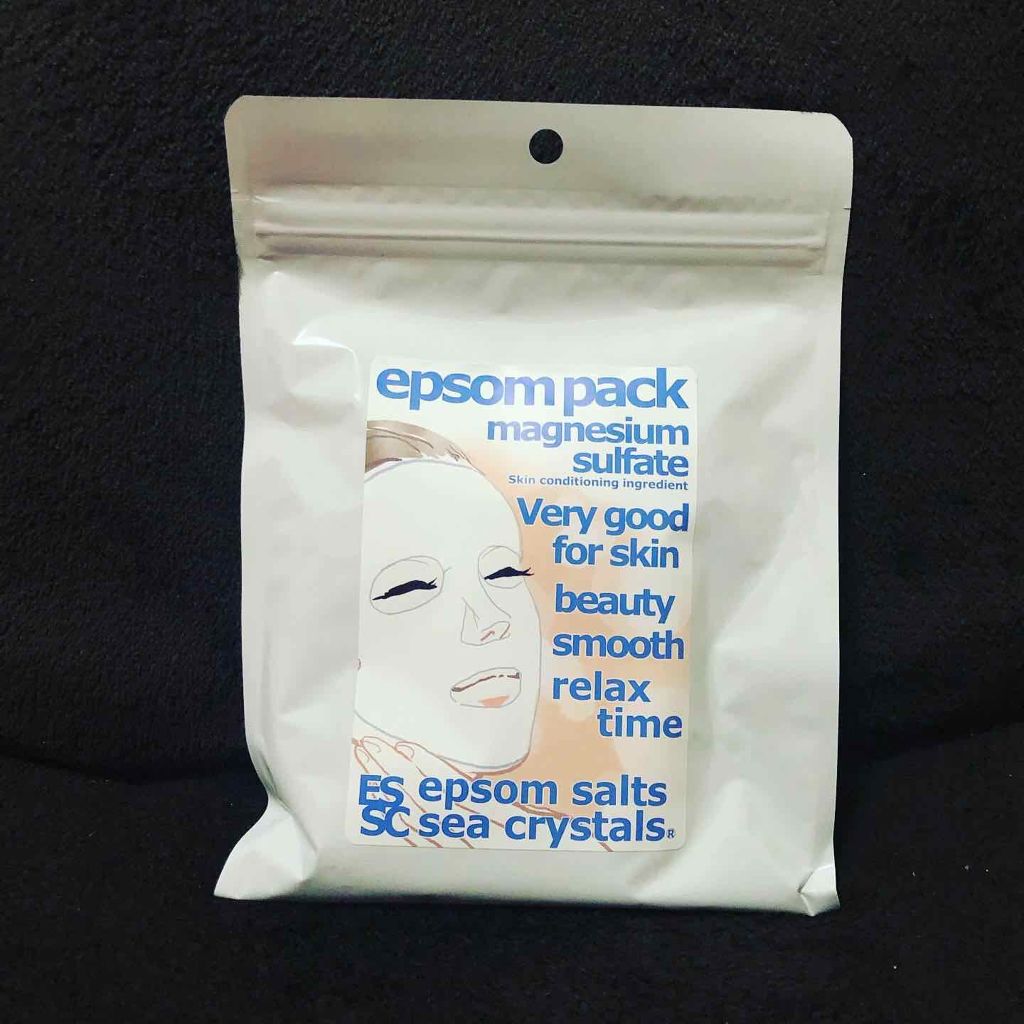 epsom pack
magnesium
sulfate
Skin conditioning ingredient
Very good
for skin
beauty
smooth
relax
time
ES epsom salts
SC sea crystals®